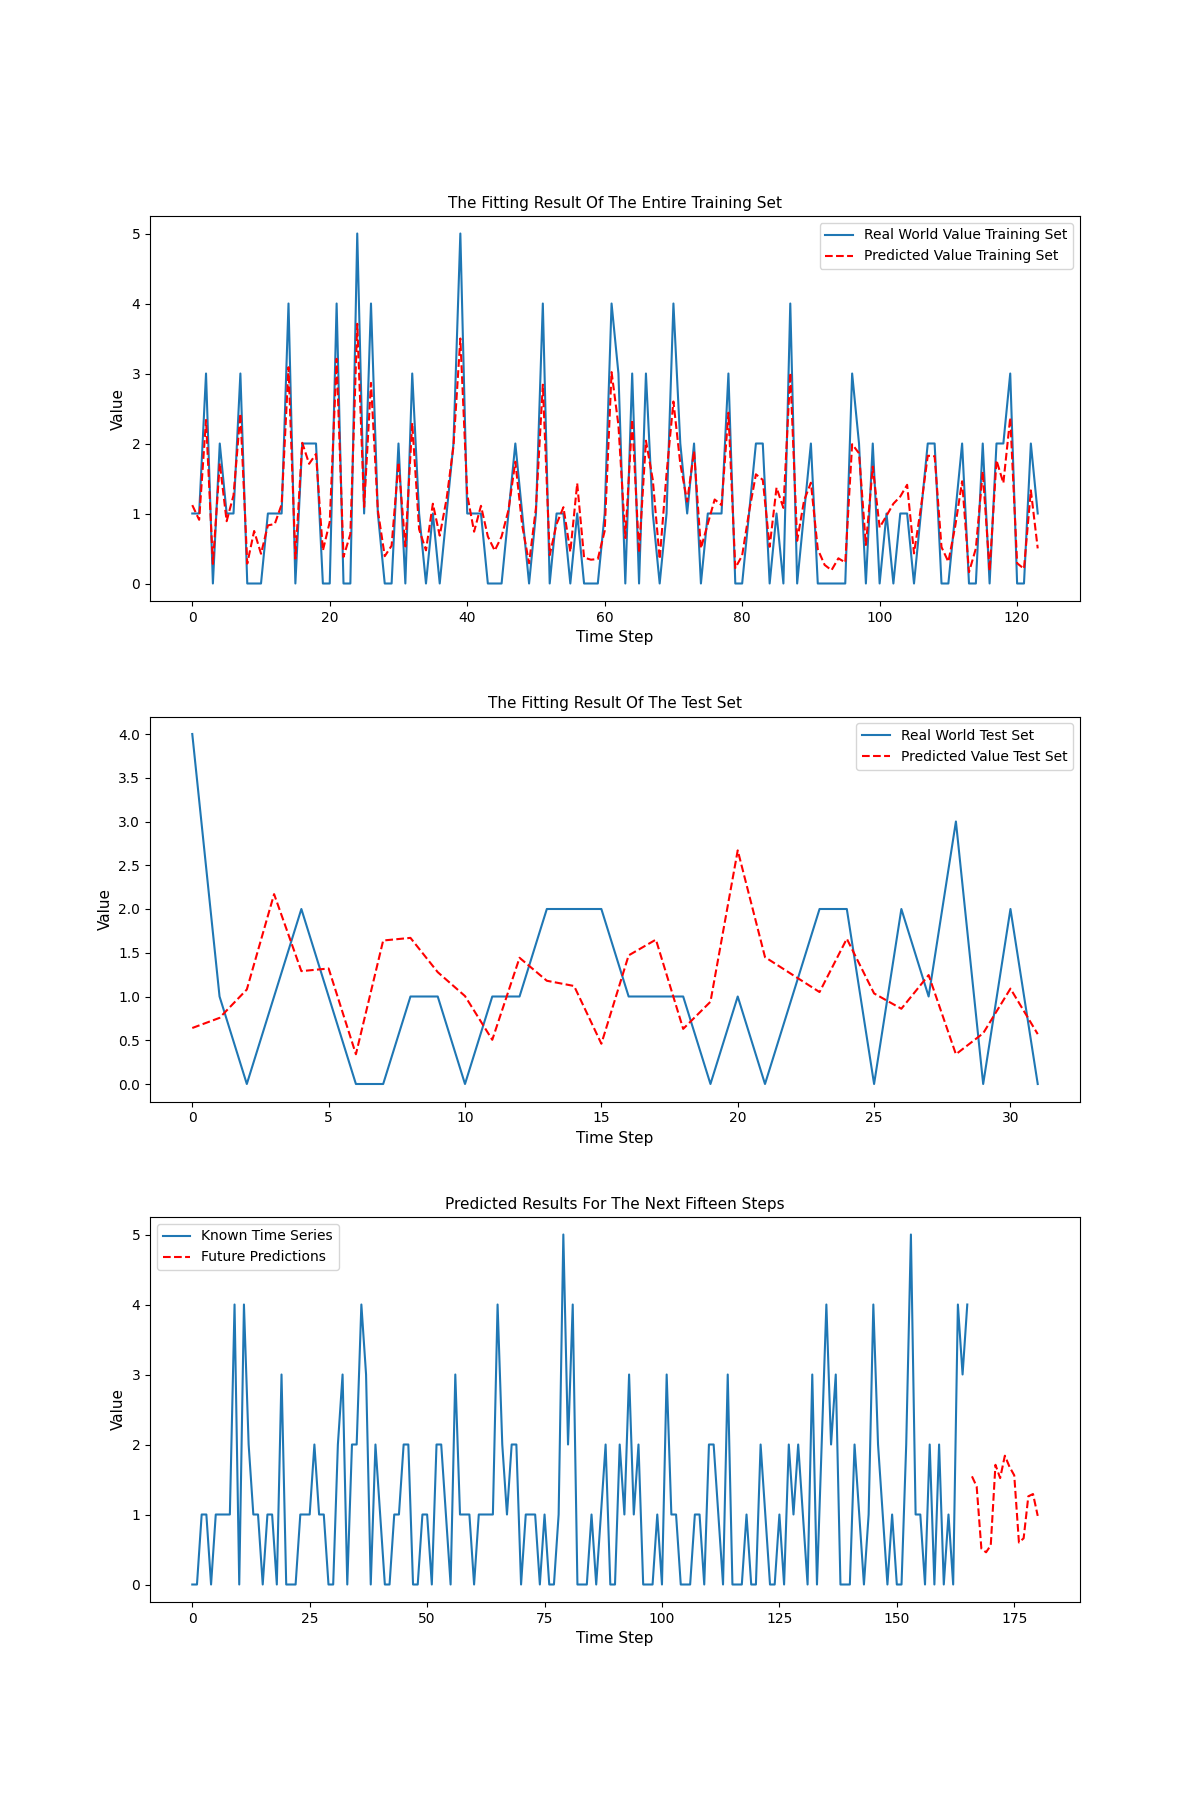 The Fitting Result Of The Entire Training Set
Real World Value Training Set
Predicted Value Training Set
Value
5
4
3
2
1
0
0 20 40 60 80 100 120
Time Step
The Fitting Result Of The Test Set
Real World Test Set
Predicted Value Test Set
Value
4.0
3.5
3.0
2.5
2.0
1.5
1.0
0.5
0.0
0 5 10 15 20 25 30
Time Step
Predicted Results For The Next Fifteen Steps
Known Time Series
Future Predictions
Value
5
4
3
2
1
0
0 25 50 75 100 125 150 175
Time Step